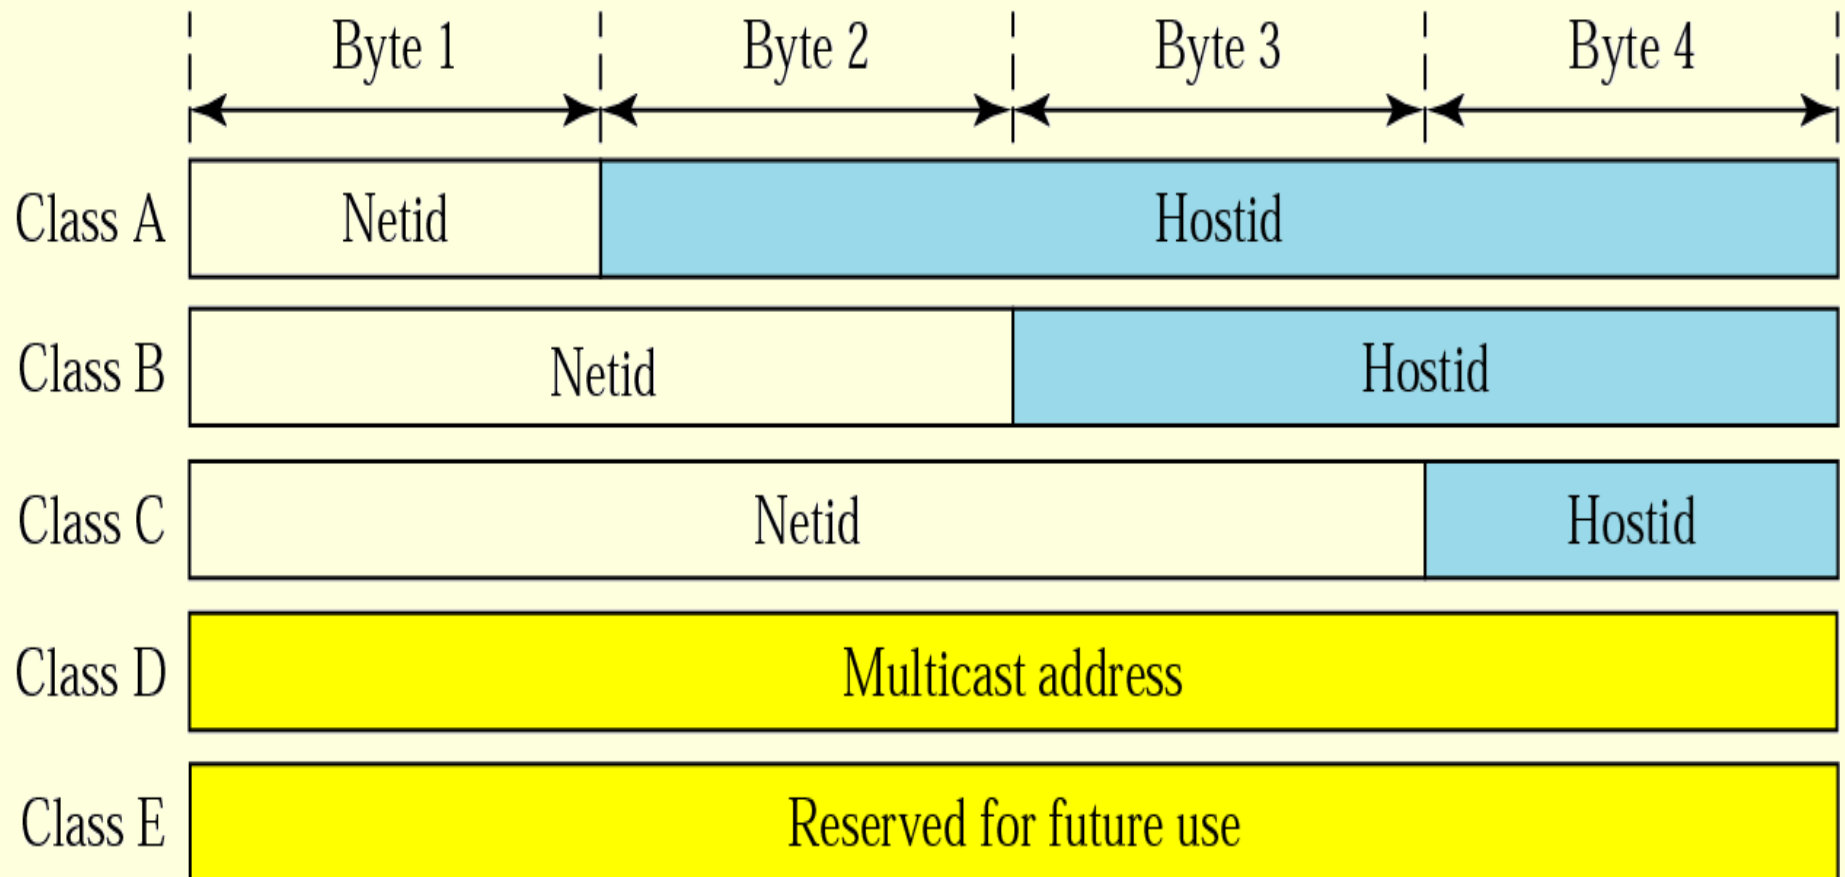 Byte 1 Byte 2 Byte 3 Byte 4
Class A Netid Hostid
Class B Netid Hostid
Class C Netid Hostid
Class D Multicast address
Class E Reserved for future use